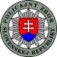 POLICAJNÝ ZBOR
SLOVENSKEJ REPUBLIKY